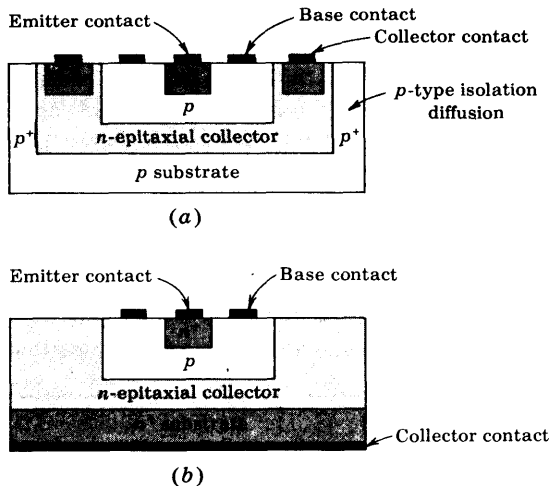 Emitter contact
Base contact
Collector contact
p-type isolation
diffusion
p
p+
n-epitaxial collector
p+
p substrate
(a)
Emitter contact
Base contact
p
n-epitaxial collector
substrate
Collector contact
(b)